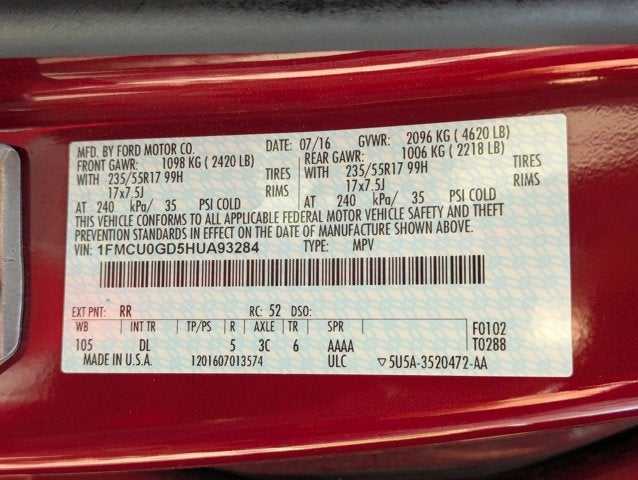 MFD. BY FORD MOTOR CO. DATE: 07/16 GVWR: 2096 KG ( 4620 LB)
FRONT GAWR: 1098 KG ( 2420 LB) REAR GAWR: 1006 KG ( 2218 LB)
WITH 235/55R17 99H TIRES WITH 235/55R17 99H TIRES
17x7.5J RIMS 17x7.5J RIMS
AT 240 kPa/ 35 PSI COLD AT 240 kPa/ 35 PSI COLD
THIS VEHICLE CONFORMS TO ALL APPLICABLE FEDERAL MOTOR VEHICLE SAFETY AND THEFT
PREVENTION STANDARDS IN EFFECT ON THE DATE OF MANUFACTURE SHOWN ABOVE.
VIN: 1FMCU0GD5HUA93284 TYPE: MPV
EXT PNT: RR RC: 52 DSO:
WB INT TR TP/PS R AXLE TR SPR F0102
105 DL 5 3C 6 AAAA T0288
MADE IN U.S.A. 1201607013574 ULC ▽5U5A-3520472-AA